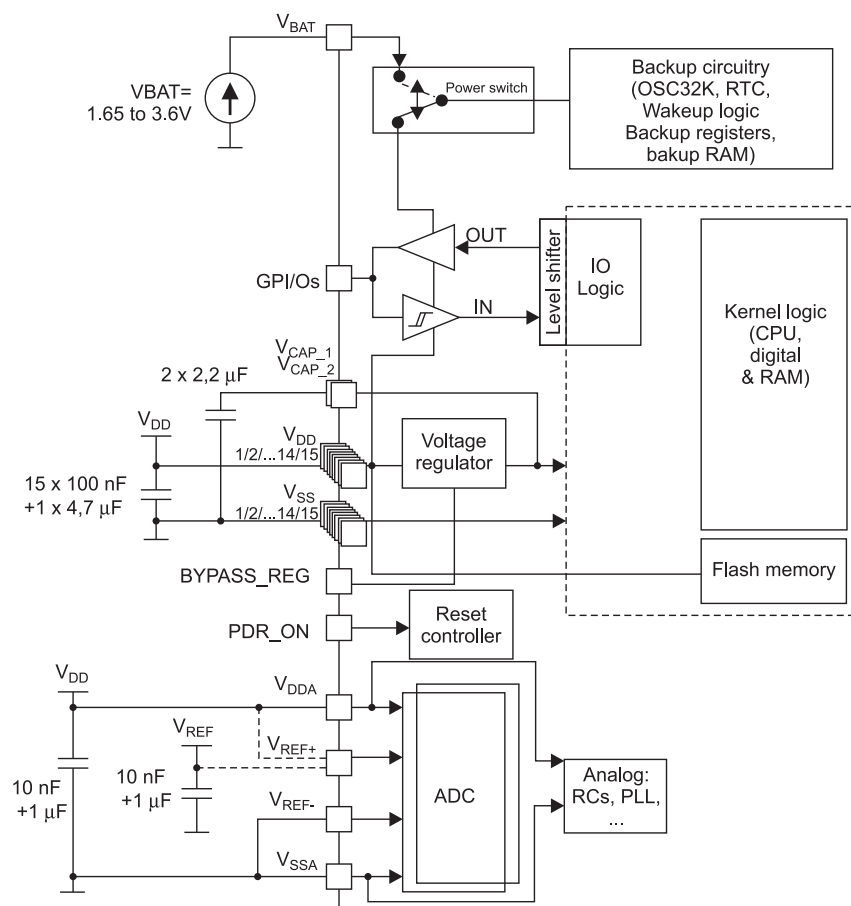 VBAT
VBAT=
1.65 to 3.6V
Power switch
Backup circuitry
(OSC32K, RTC,
Wakeup logic
Backup registers,
bakup RAM)
OUT
GPI/Os
IN
Level shifter
IO
Logic
Kernel logic
(CPU,
digital
& RAM)
VCAP_1
VCAP_2
2 x 2,2 μF
VDD
VDD
1/2/...14/15
Voltage
regulator
15 x 100 nF
+1 x 4,7 μF
VSS
1/2/...14/15
BYPASS_REG
Flash memory
PDR_ON
Reset
controller
VDD
VDDA
VREF
VREF+
10 nF
+1 μF
10 nF
+1 μF
VREF-
ADC
Analog:
RCs, PLL,
...
VSSA